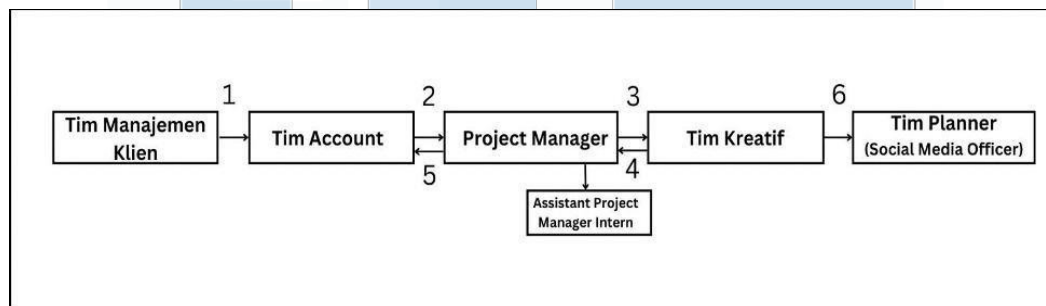 1
2
3
6
Tim Manajemen
Klien
Tim Account
Project Manager
Tim Kreatif
Tim Planner
(Social Media Officer)
5
4
Assistant Project
Manager Intern